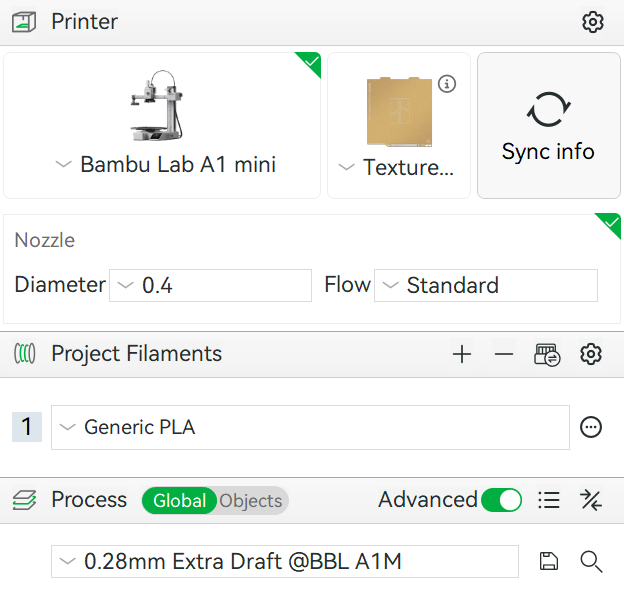 Printer
Bambu Lab A1 mini
Texture...
Sync info
Nozzle
Diameter 0.4 Flow Standard
Project Filaments
1 Generic PLA
Process Global Objects Advanced
0.28mm Extra Draft @BBL A1M